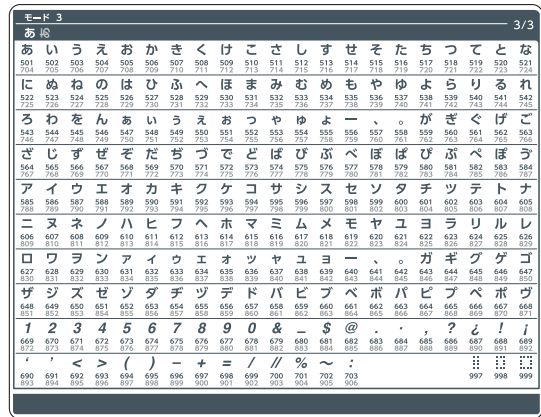 モード 3
3/3
あ
あ い う え お か き く け こ さ し す せ そ た ち つ て と な
501 502 503 504 505 506 507 508 509 510 511 512 513 514 515 516 517 518 519 520 521
704 705 706 707 708 709 710 711 712 713 714 715 716 717 718 719 720 721 722 723 724
に ぬ ね の は ひ ふ へ ほ ま み む め も や ゆ よ ら り る れ
522 523 524 525 526 527 528 529 530 531 532 533 534 535 536 537 538 539 540 541 542
725 726 727 728 729 730 731 732 733 734 735 736 737 738 739 740 741 742 743 744 745
ろ わ を ん ぁ ぃ ぅ ぇ ぉ っ ゃ ゅ ょ ー 、 。 が ぎ ぐ げ ご
543 544 545 546 547 548 549 550 551 552 553 554 555 556 557 558 559 560 561 562 563
746 747 748 749 750 751 752 753 754 755 756 757 758 759 760 761 762 763 764 765 766
ざ じ ず ぜ ぞ だ ぢ づ で ど ば び ぶ べ ぼ ぱ ぴ ぷ ぺ ぽ ゔ
564 565 566 567 568 569 570 571 572 573 574 575 576 577 578 579 580 581 582 583 584
767 768 769 770 771 772 773 774 775 776 777 778 779 780 781 782 783 784 785 786 787
ア イ ウ エ オ カ キ ク ケ コ サ シ ス セ ソ タ チ ツ テ ト ナ
585 586 587 588 589 590 591 592 593 594 595 596 597 598 599 600 601 602 603 604 605
788 789 790 791 792 793 794 795 796 797 798 799 800 801 802 803 804 805 806 807 808
ニ ヌ ネ ノ ハ ヒ フ ヘ ホ マ ミ ム メ モ ヤ ユ ヨ ラ リ ル レ
606 607 608 609 610 611 612 613 614 615 616 617 618 619 620 621 622 623 624 625 626
809 810 811 812 813 814 815 816 817 818 819 820 821 822 823 824 825 826 827 828 829
ロ ワ ヲ ン ァ ィ ゥ ェ ォ ッ ャ ュ ョ ー 、 。 ガ ギ グ ゲ ゴ
627 628 629 630 631 632 633 634 635 636 637 638 639 640 641 642 643 644 645 646 647
830 831 832 833 834 835 836 837 838 839 840 841 842 843 844 845 846 847 848 849 850
ザ ジ ズ ゼ ゾ ダ ヂ ヅ デ ド バ ビ ブ ベ ボ パ ピ プ ペ ポ ヴ
648 649 650 651 652 653 654 655 656 657 658 659 660 661 662 663 664 665 666 667 668
851 852 853 854 855 856 857 858 859 860 861 862 863 864 865 866 867 868 869 870 871
1 2 3 4 5 6 7 8 9 0 & _ $ @ . · , ? ¿ ! ¡
669 670 671 672 673 674 675 676 677 678 679 680 681 682 683 684 685 686 687 688 689
872 873 874 875 876 877 878 879 880 881 882 883 884 885 886 887 888 889 890 891 892
‘ ’ < > ( ) − + = / // % ~ :
690 691 692 693 694 695 696 697 698 699 700 701 702 703 997 998 999
893 894 895 896 897 898 899 900 901 902 903 904 905 906